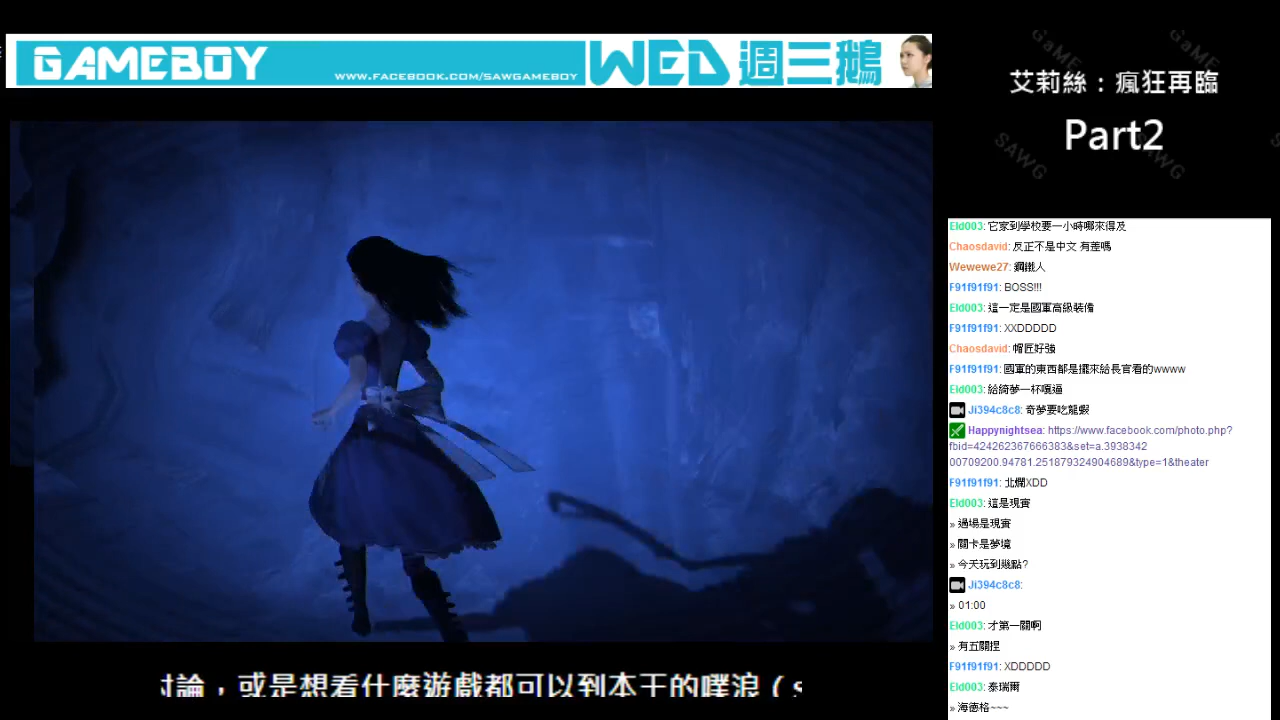 GAMEBOY
WWW.FACEBOOK.COM/SAWGAMEBOY
WED 週三鵝
艾莉絲：瘋狂再臨
Part2
GaME
GaME
SAWG
SAWG
Eld003: 它家到學校要一小時哪來得及
Chaosdavid: 反正不是中文 有差嗎
Wewewe27: 鋼鐵人
F91f91f91: BOSS!!!
Eld003: 這一定是國軍高級裝備
F91f91f91: XXDDDDD
Chaosdavid: 帽匠好強
F91f91f91: 國軍的東西都是擺來給長官看的wwww
Eld003: 給綺夢一杯嘎逼
Ji394c8c8: 奇夢要吃龍蝦
Happynightsea: https://www.facebook.com/photo.php?
fbid=424262367666383&set=a.3938342
00709200.94781.251879324904689&type=1&theater
F91f91f91: 北爛XDD
Eld003: 這是現實
» 過場是現實
» 關卡是夢境
» 今天玩到幾點?
Ji394c8c8:
» 01:00
Eld003: 才第一關啊
» 有五關捏
F91f91f91: XDDDDD
Eld003: 泰瑞爾
» 海德格~~~
討論，或是想看什麼遊戲都可以到本王的噗浪（s